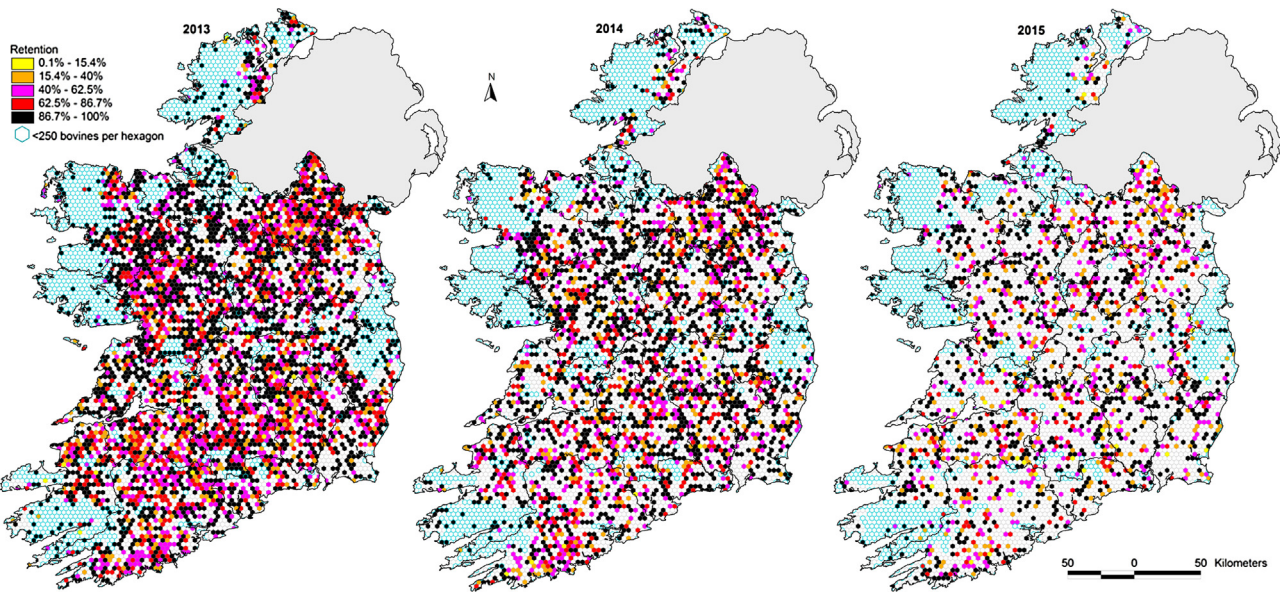 2013
2014
2015
Retention
0.1% - 15.4%
15.4% - 40%
40% - 62.5%
62.5% - 86.7%
86.7% - 100%
<250 bovines per hexagon
N
50 0 50 Kilometers